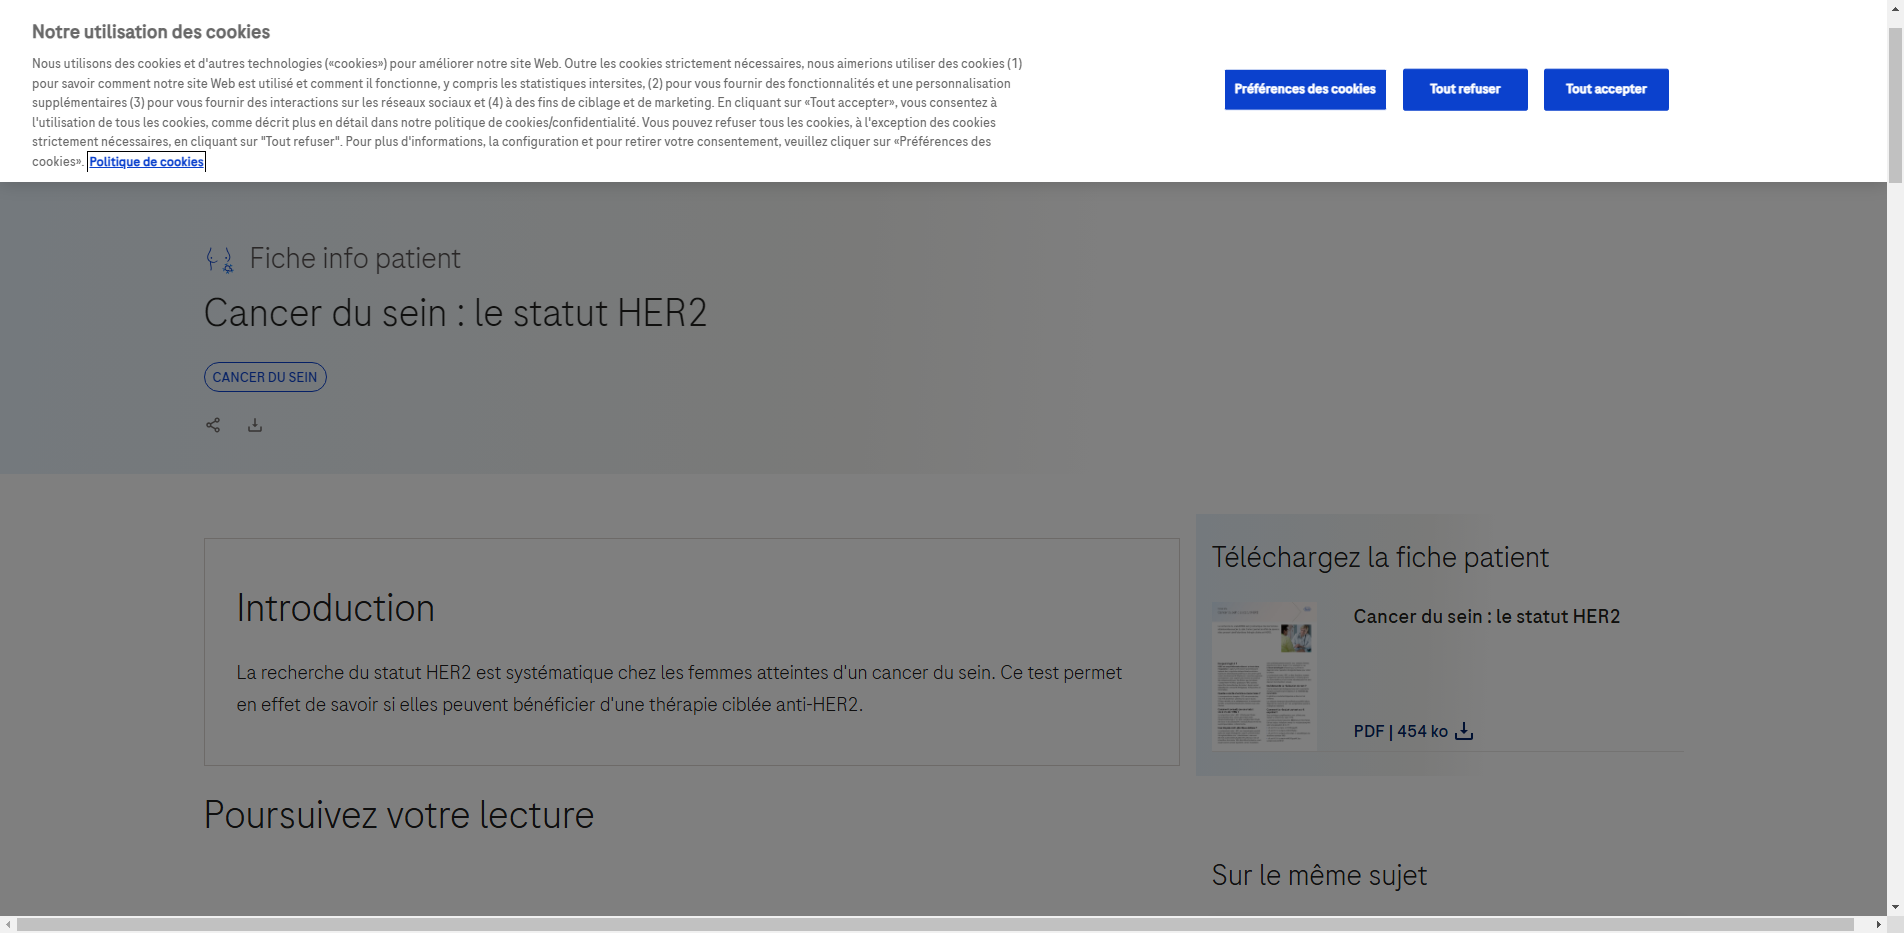 Notre utilisation des cookies
Nous utilisons des cookies et d'autres technologies («cookies») pour améliorer notre site Web. Outre les cookies strictement nécessaires, nous aimerions utiliser des cookies (1)
pour savoir comment notre site Web est utilisé et comment il fonctionne, y compris les statistiques intersites, (2) pour vous fournir des fonctionnalités et une personnalisation
supplémentaires (3) pour vous fournir des interactions sur les réseaux sociaux et (4) à des fins de ciblage et de marketing. En cliquant sur «Tout accepter», vous consentez à
l'utilisation de tous les cookies, comme décrit plus en détail dans notre politique de cookies/confidentialité. Vous pouvez refuser tous les cookies, à l'exception des cookies
strictement nécessaires, en cliquant sur "Tout refuser". Pour plus d'informations, la configuration et pour retirer votre consentement, veuillez cliquer sur «Préférences des
cookies». Politique de cookies
Préférences des cookies
Tout refuser
Tout accepter
Fiche info patient
Cancer du sein : le statut HER2
CANCER DU SEIN
Introduction
La recherche du statut HER2 est systématique chez les femmes atteintes d'un cancer du sein. Ce test permet
en effet de savoir si elles peuvent bénéficier d'une thérapie ciblée anti-HER2.
Poursuivez votre lecture
Téléchargez la fiche patient
Cancer du sein : le statut HER2
PDF | 454 ko
Sur le même sujet